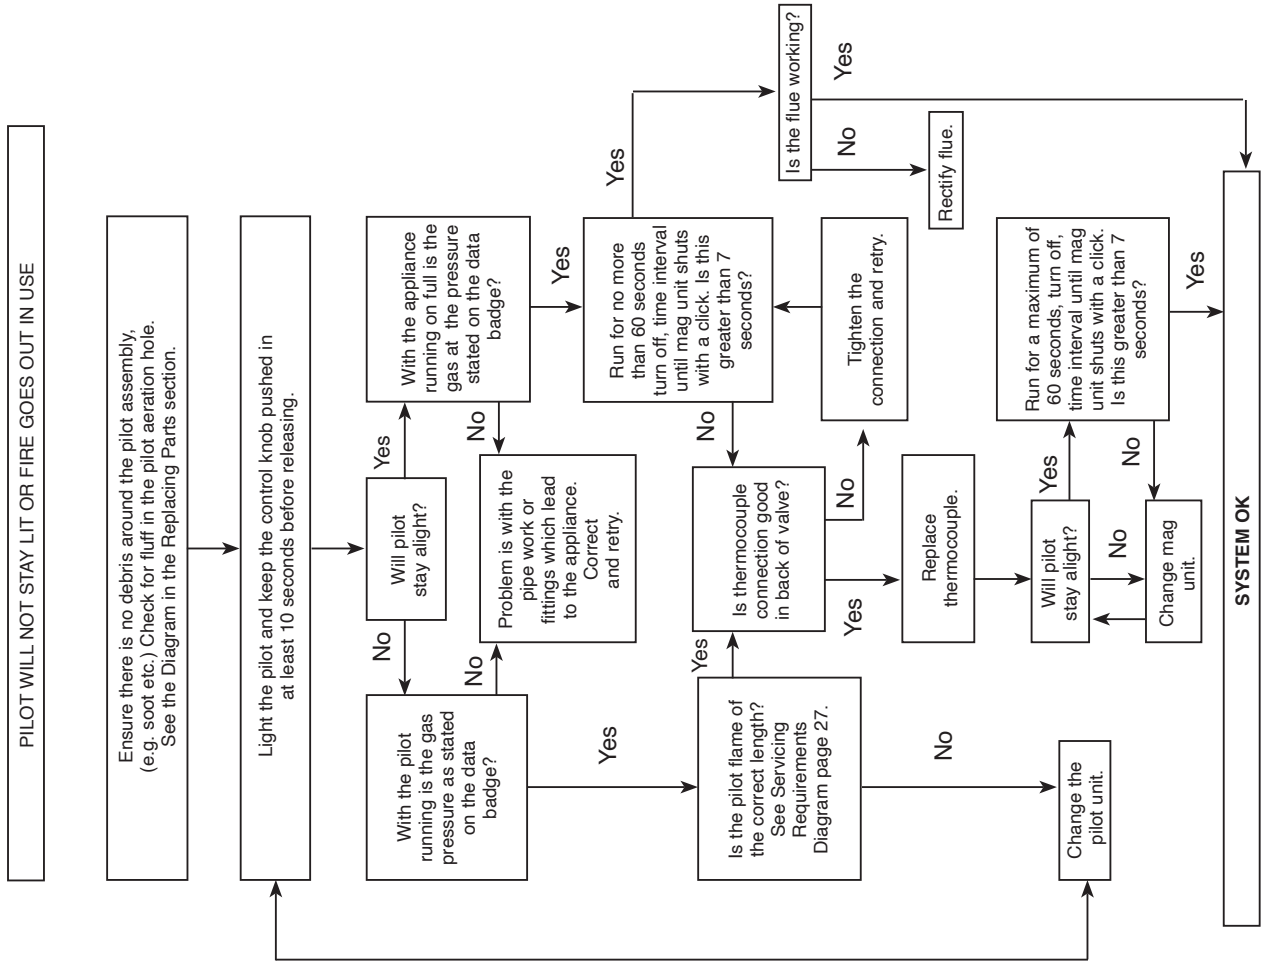 PILOT WILL NOT STAY LIT OR FIRE GOES OUT IN USE
Ensure there is no debris around the pilot assembly,
(e.g. soot etc.) Check for fluff in the pilot aeration hole.
See the Diagram in the Replacing Parts section.
Light the pilot and keep the control knob pushed in
at least 10 seconds before releasing.
Will pilot
stay alight?
No
Yes
With the pilot
running is the gas
pressure as stated
on the data
badge?
With the appliance
running on full is the
gas at the pressure
stated on the data
badge?
No
No
Problem is with the
pipe work or
fittings which lead
to the appliance.
Correct
and retry.
Yes
Yes
Is the pilot flame of
the correct length?
See Servicing
Requirements
Diagram page 27.
Yes
Is thermocouple
connection good
in back of valve?
No
Run for no more
than 60 seconds
turn off, time interval
until mag unit shuts
with a click. Is this
greater than 7
seconds?
Yes
Is the flue working?
No
Yes
Rectify flue.
No
Tighten the
connection and retry.
Yes
Replace
thermocouple.
No
Change the
pilot unit.
Will pilot
stay alight?
Yes
No
Change mag
unit.
Run for a maximum of
60 seconds, turn off,
time interval until mag
unit shuts with a click.
Is this greater than 7
seconds?
No
Yes
SYSTEM OK